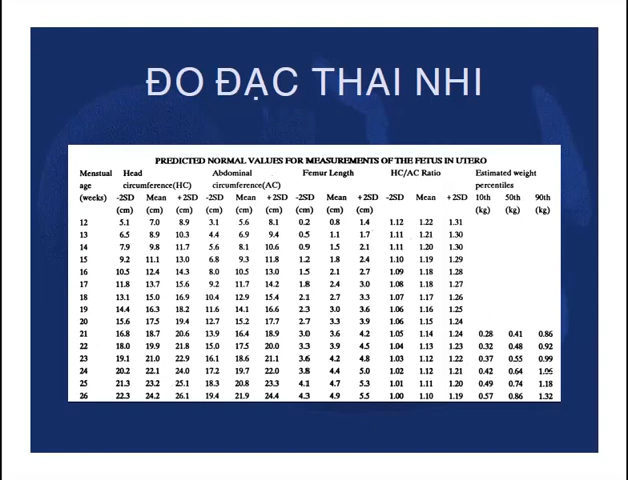 ĐO ĐẠC THAI NHI
PREDICTED NORMAL VALUES FOR MEASUREMENTS OF THE FETUS IN UTERO
Menstual Head Abdominal Femur Length HC/AC Ratio Estimated weight
age circumference(HC) circumference(AC) percentiles
(weeks) -2SD Mean +2SD -2SD Mean +2SD -2SD Mean +2SD -2SD Mean +2SD 10th 50th 90th
(cm) (cm) (cm) (cm) (cm) (cm) (cm) (cm) (cm) (kg) (kg) (kg)
12 5.1 7.0 8.9 3.1 5.6 8.1 0.2 0.8 1.4 1.12 1.22 1.31
13 6.5 8.9 10.3 4.4 6.9 9.4 0.5 1.1 1.7 1.11 1.21 1.30
14 7.9 9.8 11.7 5.6 8.1 10.6 0.9 1.5 2.1 1.11 1.20 1.30
15 9.2 11.1 13.0 6.8 9.3 11.8 1.2 1.8 2.4 1.10 1.19 1.29
16 10.5 12.4 14.3 8.0 10.5 13.0 1.5 2.1 2.7 1.09 1.18 1.28
17 11.8 13.7 15.6 9.2 11.7 14.2 1.8 2.4 3.0 1.08 1.18 1.27
18 13.1 15.0 16.9 10.4 12.9 15.4 2.1 2.7 3.3 1.07 1.17 1.26
19 14.4 16.3 18.2 11.6 14.1 16.6 2.3 3.0 3.6 1.06 1.16 1.25
20 15.6 17.5 19.4 12.7 15.2 17.7 2.7 3.3 3.9 1.06 1.15 1.24
21 16.8 18.7 20.6 13.9 16.4 18.9 3.0 3.6 4.2 1.05 1.14 1.24 0.28 0.41 0.86
22 18.0 19.9 21.8 15.0 17.5 20.0 3.3 3.9 4.5 1.04 1.13 1.23 0.32 0.48 0.92
23 19.1 21.0 22.9 16.1 18.6 21.1 3.6 4.2 4.8 1.03 1.12 1.22 0.37 0.55 0.99
24 20.2 22.1 24.0 17.2 19.7 22.0 3.8 4.4 5.0 1.02 1.12 1.21 0.42 0.64
25 21.3 23.2 25.1 18.3 20.8 23.3 4.1 4.7 5.3 1.01 1.11 1.20 0.49 0.74 1.18
26 22.3 24.2 26.1 19.4 21.9 24.4 4.3 4.9 5.5 1.00 1.10 1.19 0.57 0.86 1.32